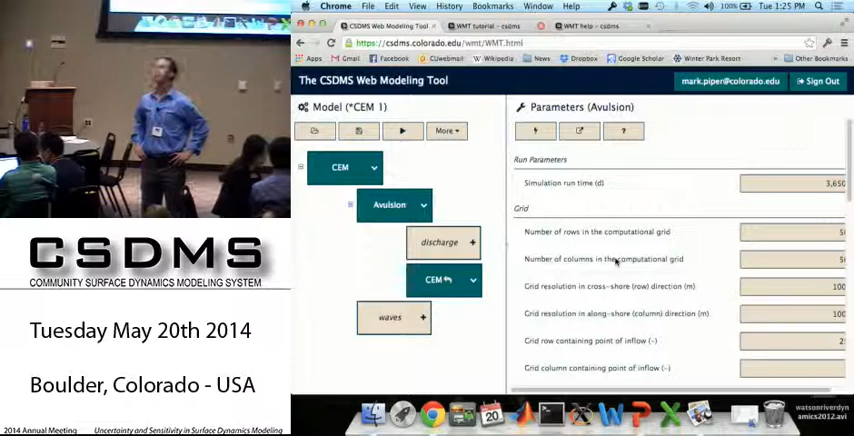 Chrome File Edit View History Bookmarks Window Help
100% Tue 1:25 PM
CSDMS Web Modeling Tool
WMT tutorial - csdms
WMT help - csdms
https://csdms.colorado.edu/wmt/WMT.html
Apps Gmail Facebook CUwebmail Wikipedia News Dropbox Google Scholar Winter Park Resort Other Bookmarks
The CSDMS Web Modeling Tool
mark.piper@colorado.edu
Sign Out
Model (*CEM 1)
More
CEM
Avulsion
discharge +
CEM
waves +
Parameters (Avulsion)
?
Run Parameters
Simulation run time (d) 3,650
Grid
Number of rows in the computational grid
Number of columns in the computational grid
Grid resolution in cross-shore (row) direction (m) 100
Grid resolution in along-shore (column) direction (m) 100
Grid row containing point of inflow (-)
Grid column containing point of inflow (-)
watsonriverdyn
amics2012.avi
CSDMS
COMMUNITY SURFACE DYNAMICS MODELING SYSTEM
Tuesday May 20th 2014
Boulder, Colorado - USA
2014 Annual Meeting
Uncertainty and Sensitivity in Surface Dynamics Modeling